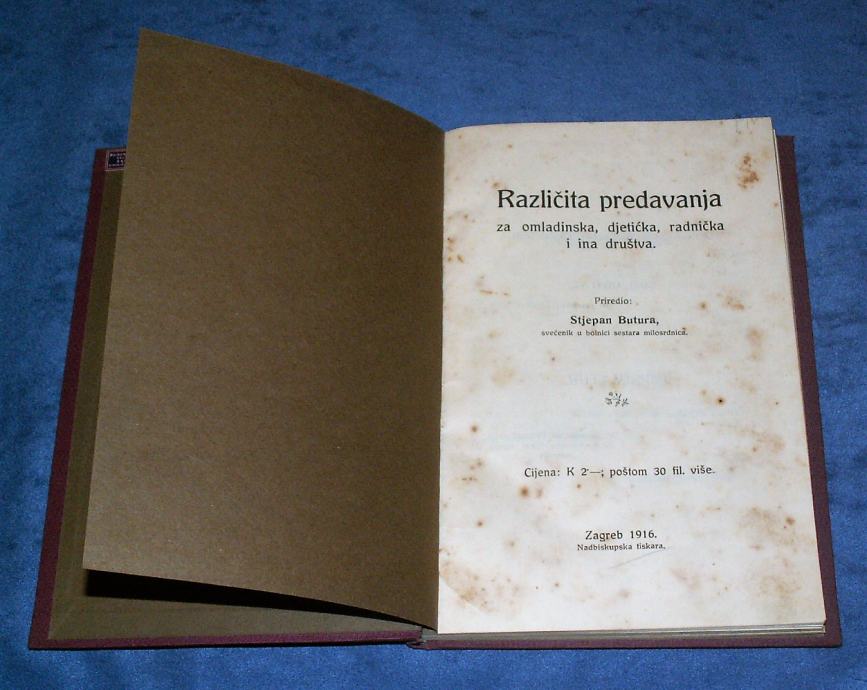 Različita predavanja
za omladinska, djetićka, radnička
i ina društva.
Priredio:
Stjepan Butura,
svećenik u bolnici sestara milosrdnica.
Cijena: K 2·—; poštom 30 fil. više.
Zagreb 1916.
Nadbiskupska tiskara.